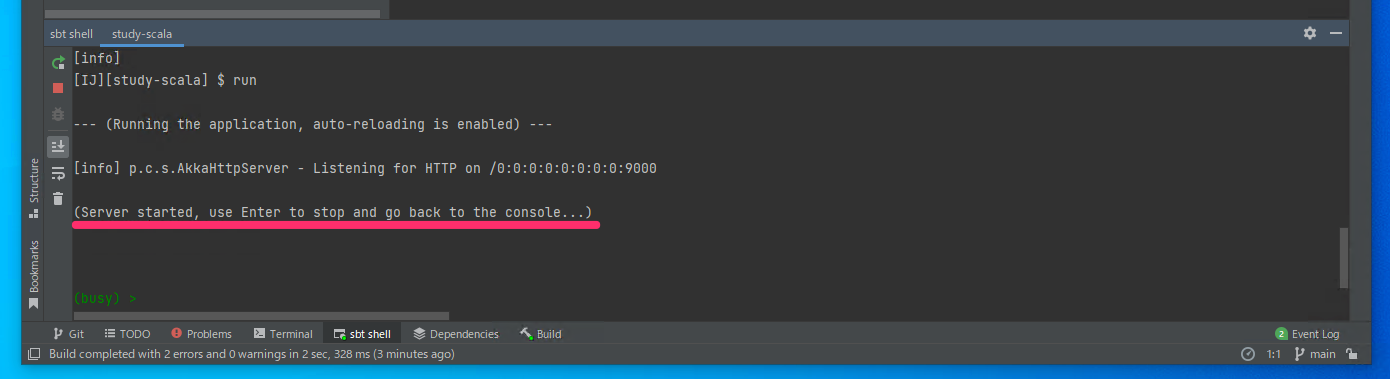 sbt shell study-scala
[info]
[IJ][study-scala] $ run
--- (Running the application, auto-reloading is enabled) ---
[info] p.c.s.AkkaHttpServer - Listening for HTTP on /0:0:0:0:0:0:0:0:9000
(Server started, use Enter to stop and go back to the console...)
(busy) >
Structure
Bookmarks
Git TODO Problems Terminal sbt shell Dependencies Build 2 Event Log
Build completed with 2 errors and 0 warnings in 2 sec, 328 ms (3 minutes ago) 1:1 main